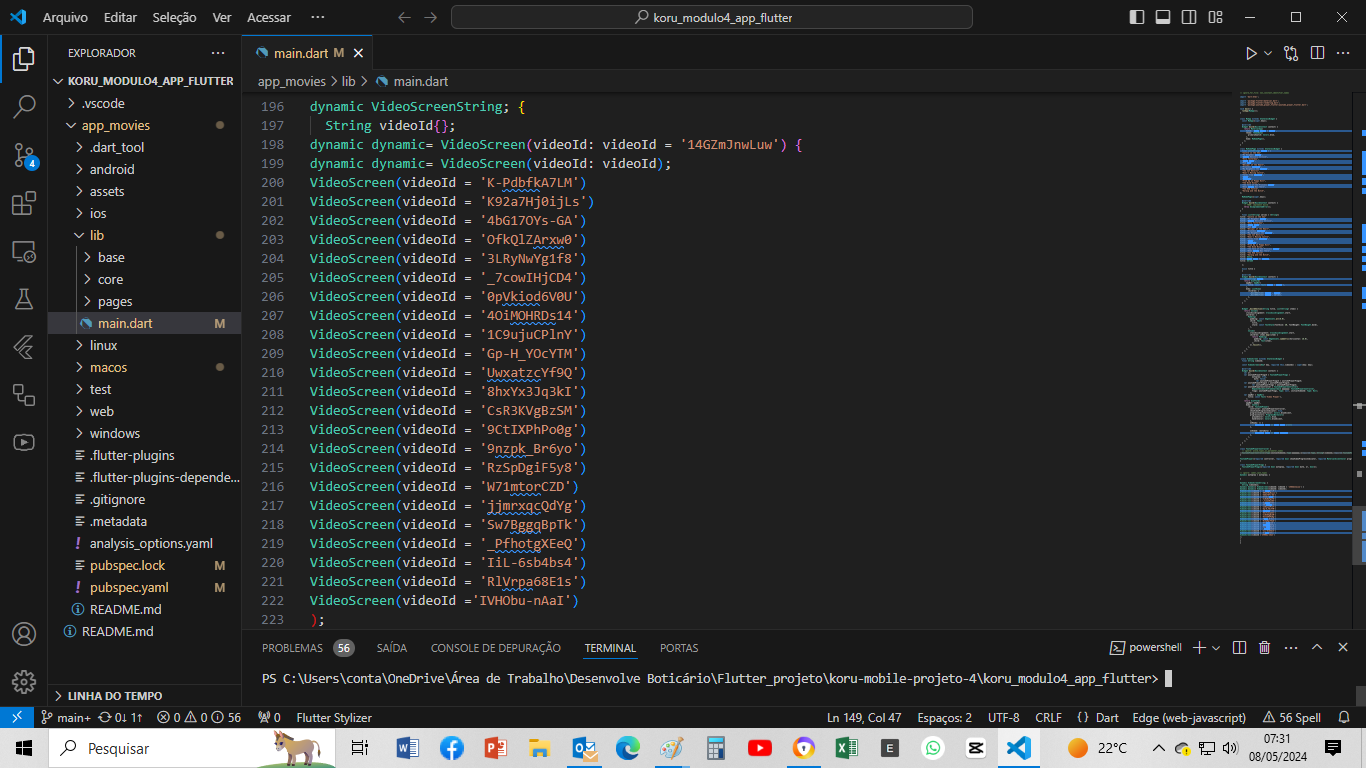 Arquivo Editar Seleção Ver Acessar ···
koru_modulo4_app_flutter
EXPLORADOR ···
KORU_MODULO4_APP_FLUTTER
.vscode
app_movies
.dart_tool
android
assets
ios
lib
base
core
pages
main.dart M
linux
macos
test
web
windows
.flutter-plugins
.flutter-plugins-depende...
.gitignore
.metadata
! analysis_options.yaml
pubspec.lock M
! pubspec.yaml M
README.md
README.md
LINHA DO TEMPO
4
main.dart M
app_movies > lib > main.dart
196 dynamic VideoScreenString; {
197 String videoId{};
198 dynamic dynamic= VideoScreen(videoId: videoId = '14GZmJnwLuw') {
199 dynamic dynamic= VideoScreen(videoId: videoId);
200 VideoScreen(videoId = 'K-PdbfkA7LM')
201 VideoScreen(videoId = 'K92a7Hj0ijLs')
202 VideoScreen(videoId = '4bG17OYs-GA')
203 VideoScreen(videoId = 'OfkQlZArxw0')
204 VideoScreen(videoId = '3LRyNwYg1f8')
205 VideoScreen(videoId = '_7cowIHjCD4')
206 VideoScreen(videoId = '0pVkiod6V0U')
207 VideoScreen(videoId = '4OiMOHRDs14')
208 VideoScreen(videoId = '1C9ujuCPlnY')
209 VideoScreen(videoId = 'Gp-H_YOcYTM')
210 VideoScreen(videoId = 'UwxatzcYf9Q')
211 VideoScreen(videoId = '8hxYx3Jq3kI')
212 VideoScreen(videoId = 'CsR3KVgBzSM')
213 VideoScreen(videoId = '9CtIXPhPo0g')
214 VideoScreen(videoId = '9nzpk_Br6yo')
215 VideoScreen(videoId = 'RzSpDgiF5y8')
216 VideoScreen(videoId = 'W71mtorCZD')
217 VideoScreen(videoId = 'jjmrxqcQdYg')
218 VideoScreen(videoId = 'Sw7BggqBpTk')
219 VideoScreen(videoId = '_PfhotgXEeQ')
220 VideoScreen(videoId = 'IiL-6sb4bs4')
221 VideoScreen(videoId = 'RlVrpa68E1s')
222 VideoScreen(videoId ='IVHObu-nAaI')
223 );
PROBLEMAS 56 SAÍDA CONSOLE DE DEPURAÇÃO TERMINAL PORTAS
powershell
PS C:\Users\conta\OneDrive\Área de Trabalho\Desenvolve Boticário\Flutter_projeto\koru-mobile-projeto-4\koru_modulo4_app_flutter>
main+ 0↓ 1↑ 0 0 56 0 Flutter Stylizer
Ln 149, Col 47 Espaços: 2 UTF-8 CRLF {} Dart Edge (web-javascript) 56 Spell
Pesquisar
22°C
07:31
08/05/2024